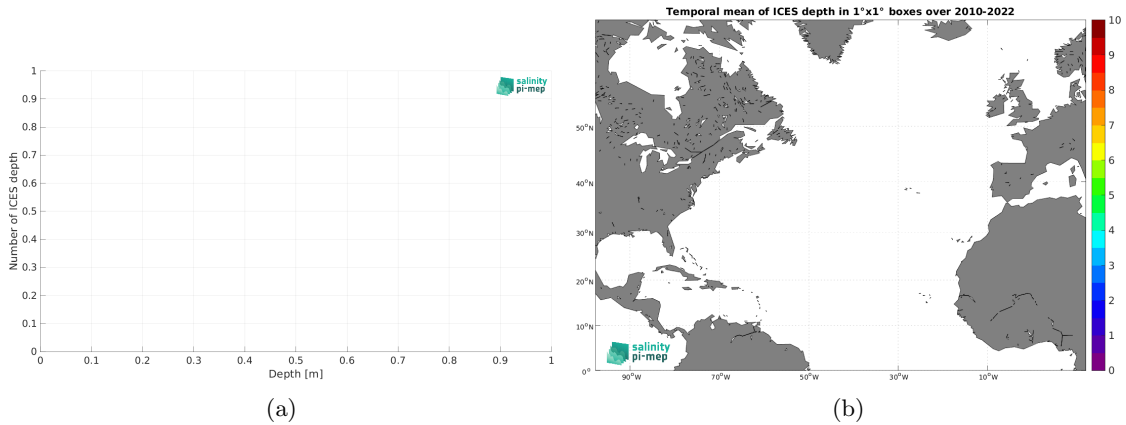 Temporal mean of ICES depth in 1°x1° boxes over 2010-2022
Number of ICES depth
1
0.9
0.8
0.7
0.6
0.5
0.4
0.3
0.2
0.1
0
0 0.1 0.2 0.3 0.4 0.5 0.6 0.7 0.8 0.9 1
Depth [m]
salinity
pi-mep
(a)
50°N
40°N
30°N
20°N
10°N
0°
90°W 70°W 50°W 30°W 10°W
salinity
pi-mep
10
9
8
7
6
5
4
3
2
1
0
(b)